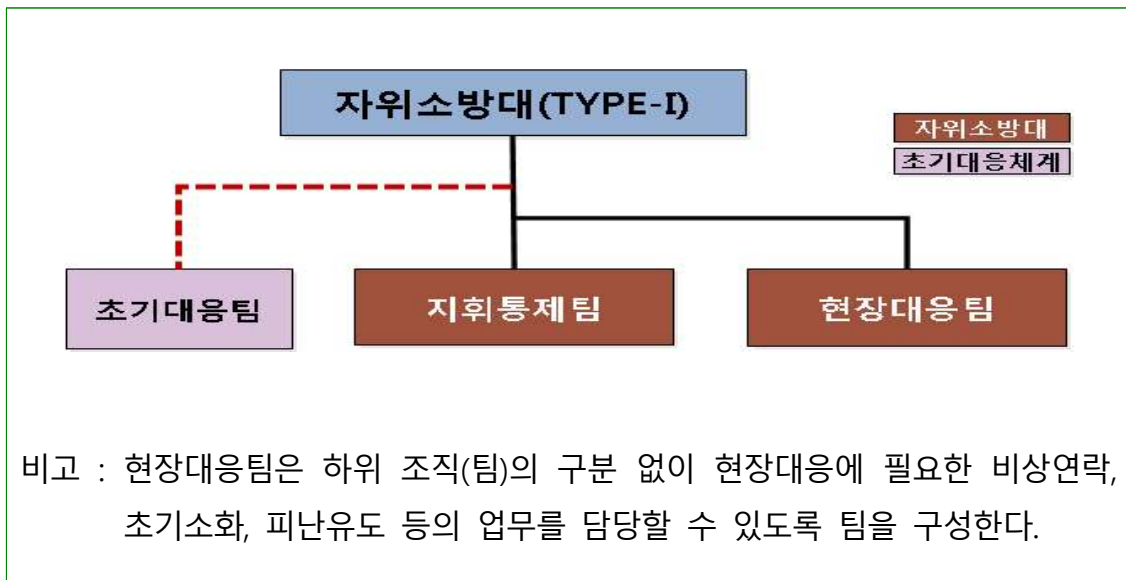 자위소방대(TYPE-I)
자위소방대
초기대응체계
초기대응팀
지휘통제팀
현장대응팀
비고 : 현장대응팀은 하위 조직(팀)의 구분 없이 현장대응에 필요한 비상연락,
초기소화, 피난유도 등의 업무를 담당할 수 있도록 팀을 구성한다.